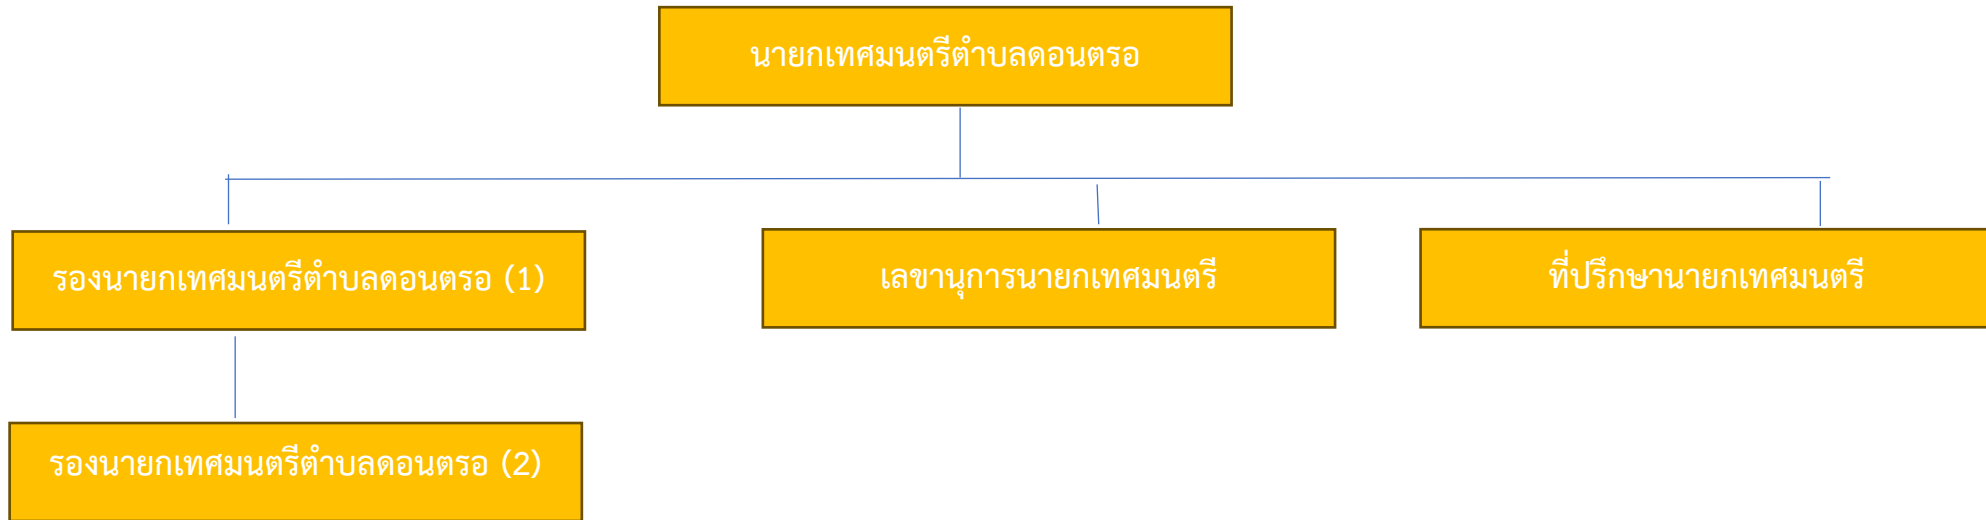 นายกเทศมนตรีตำบลดอนตรอ
รองนายกเทศมนตรีตำบลดอนตรอ (1)
เลขานุการนายกเทศมนตรี
ที่ปรึกษานายกเทศมนตรี
รองนายกเทศมนตรีตำบลดอนตรอ (2)